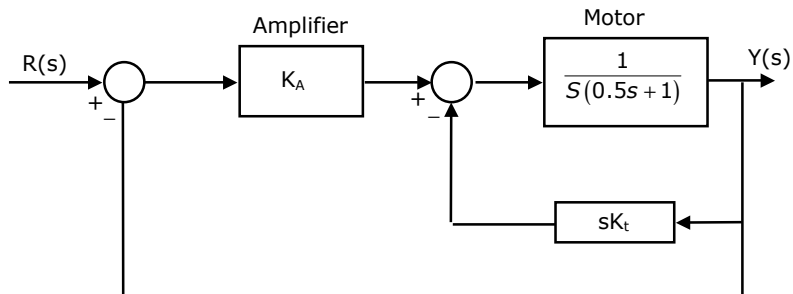 Amplifier
Motor
R(s)
K_A
1
S(0.5s+1)
Y(s)
+
−
+
−
sK_t